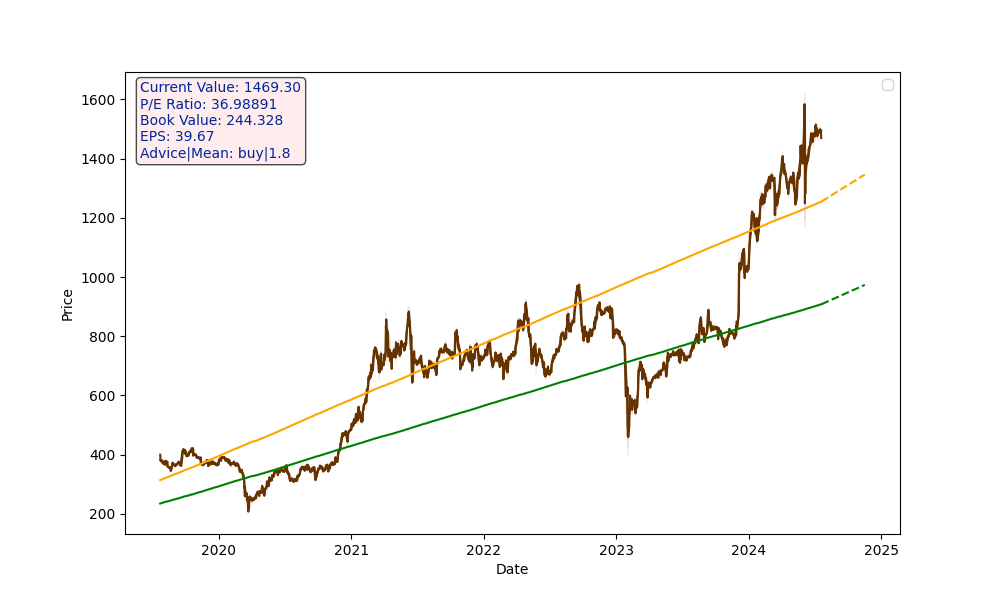 Current Value: 1469.30
P/E Ratio: 36.98891
Book Value: 244.328
EPS: 39.67
Advice|Mean: buy|1.8
1600
1400
1200
1000
800
600
400
200
Price
2020
2021
2022
2023
2024
2025
Date